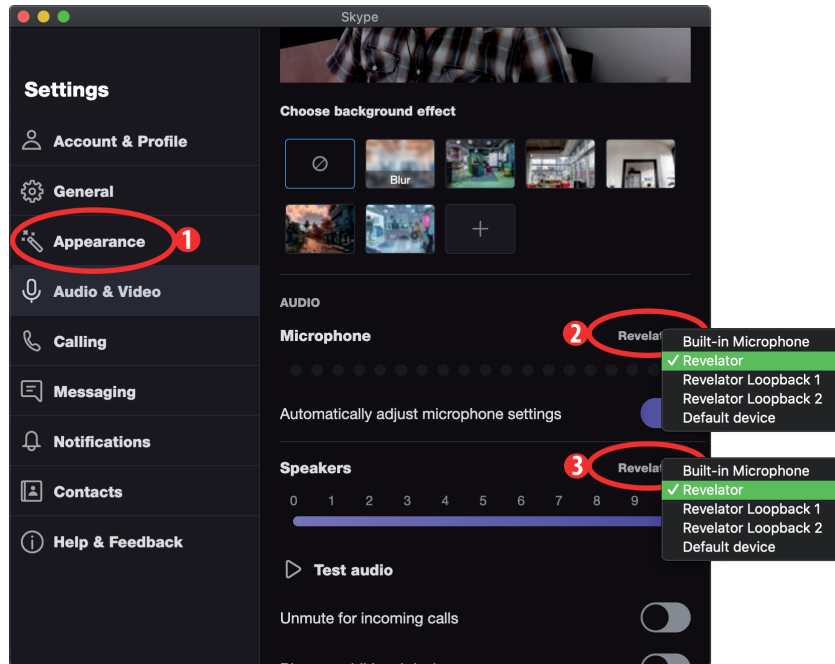 Skype
Settings
Account & Profile
General
Appearance
1
Audio & Video
Calling
Messaging
Notifications
Contacts
Help & Feedback
Choose background effect
Blur
AUDIO
Microphone
2
Built-in Microphone
✓ Revelator
Revelator Loopback 1
Revelator Loopback 2
Default device
Automatically adjust microphone settings
Speakers
3
0 1 2 3 4 5 6 7 8 9
Built-in Microphone
✓ Revelator
Revelator Loopback 1
Revelator Loopback 2
Default device
Test audio
Unmute for incoming calls